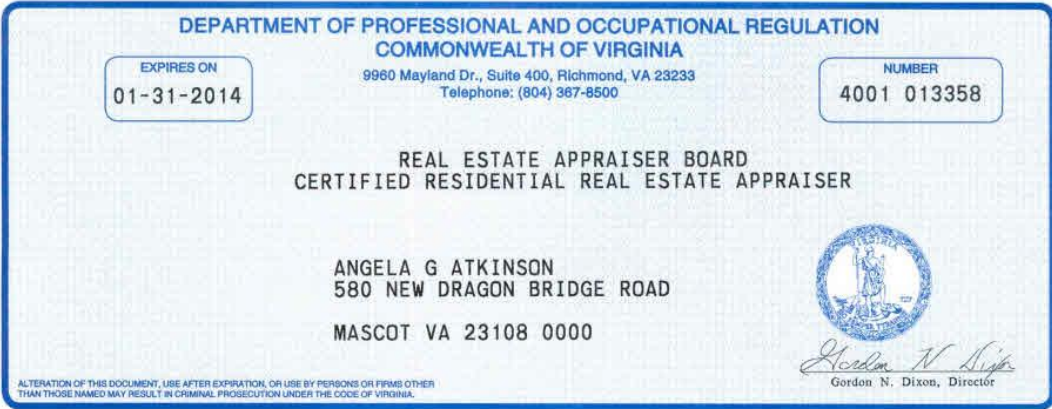 DEPARTMENT OF PROFESSIONAL AND OCCUPATIONAL REGULATION
COMMONWEALTH OF VIRGINIA
9960 Mayland Dr., Suite 400, Richmond, VA 23233
Telephone: (804) 367-8500
EXPIRES ON
01-31-2014
NUMBER
4001 013358
REAL ESTATE APPRAISER BOARD
CERTIFIED RESIDENTIAL REAL ESTATE APPRAISER
ANGELA G ATKINSON
580 NEW DRAGON BRIDGE ROAD
MASCOT VA 23108 0000
VIRGINIA
Gordon N Dixon
Gordon N. Dixon, Director
ALTERATION OF THIS DOCUMENT, USE AFTER EXPIRATION, OR USE BY PERSONS OR FIRMS OTHER
THAN THOSE NAMED MAY RESULT IN CRIMINAL PROSECUTION UNDER THE CODE OF VIRGINIA.